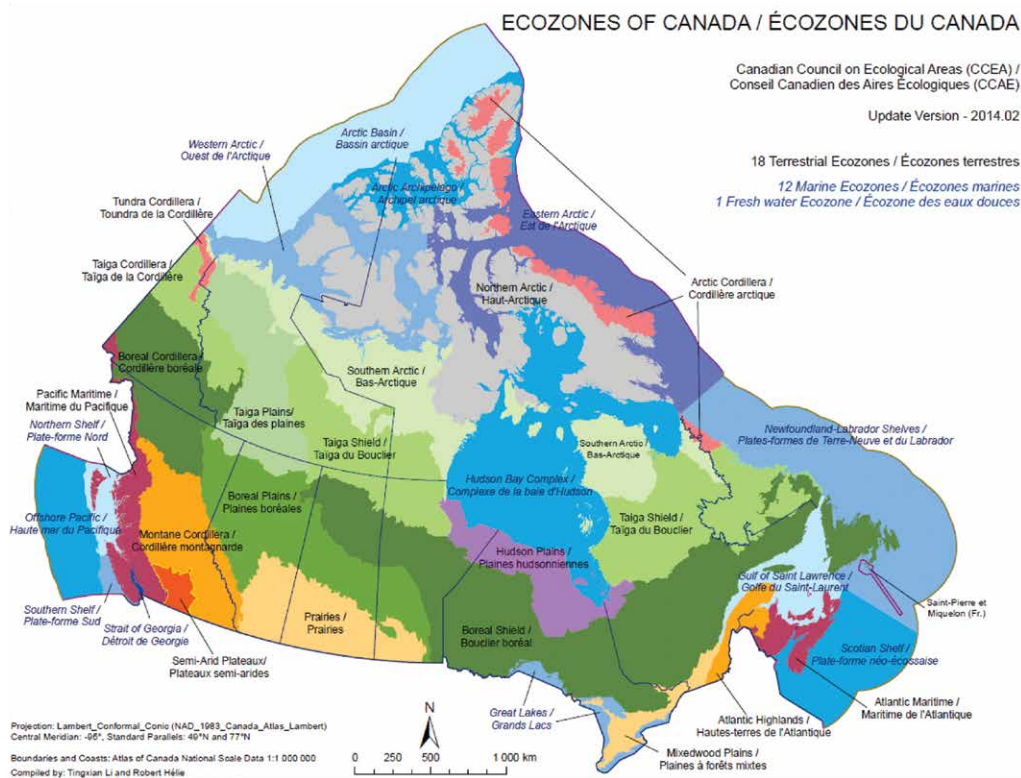 ECOZONES OF CANADA / ÉCOZONES DU CANADA
Canadian Council on Ecological Areas (CCEA) /
Conseil Canadien des Aires Écologiques (CCAE)
Update Version - 2014.02
18 Terrestrial Ecozones / Écozones terrestres
12 Marine Ecozones / Écozones marines
1 Fresh water Ecozone / Écozone des eaux douces
Western Arctic /
Ouest de l'Arctique
Arctic Basin /
Bassin arctique
Arctic Archipelago /
Archipel arctique
Tundra Cordillera /
Toundra de la Cordillère
Eastern Arctic /
Est de l'Arctique
Taiga Cordillera /
Taïga de la Cordillère
Northern Arctic /
Haut-Arctique
Arctic Cordillera /
Cordillère arctique
Boreal Cordillera /
Cordillère boréale
Southern Arctic /
Bas-Arctique
Pacific Maritime /
Maritime du Pacifique
Northern Shelf /
Plate-forme Nord
Taiga Plains/
Taïga des plaines
Taiga Shield /
Taïga du Bouclier
Southern Arctic /
Bas-Arctique
Newfoundland-Labrador Shelves /
Plates-formes de Terre-Neuve et du Labrador
Hudson Bay Complex /
Complexe de la baie d'Hudson
Boreal Plains /
Plaines boréales
Offshore Pacific /
Haute mer du Pacifique
Taiga Shield /
Taïga du Bouclier
Montane Cordillera /
Cordillère montagnarde
Hudson Plains /
Plaines hudsonniennes
Gulf of Saint Lawrence /
Golfe du Saint-Laurent
Southern Shelf /
Plate-forme Sud
Strait of Georgia /
Détroit de Georgie
Prairies /
Prairies
Boreal Shield /
Bouclier boréal
Saint-Pierre et
Miquelon (Fr.)
Scotian Shelf /
Plate-forme néo-écossaise
Semi-Arid Plateaux/
Plateaux semi-arides
Atlantic Maritime /
Maritime de l'Atlantique
Great Lakes /
Grands Lacs
Atlantic Highlands /
Hautes-terres de l'Atlantique
Mixedwood Plains /
Plaines à forêts mixtes
Projection: Lambert_Conformal_Conic (NAD_1983_Canada_Atlas_Lambert)
Central Meridian: -96°, Standard Parallels: 49°N and 77°N
Boundaries and Coasts: Atlas of Canada National Scale Data 1:1 000 000
Compiled by: Tingxian Li and Robert Hélie
N
0 250 500 1 000 km